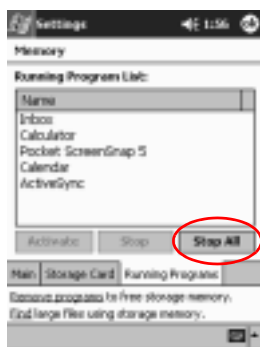 Settings 1:56
Memory
Running Program List:
Name
Inbox
Calculator
Pocket ScreenSnap 5
Calendar
ActiveSync
Activate Stop Stop All
Main Storage Card Running Programs
Remove programs to free storage memory.
Find large files using storage memory.